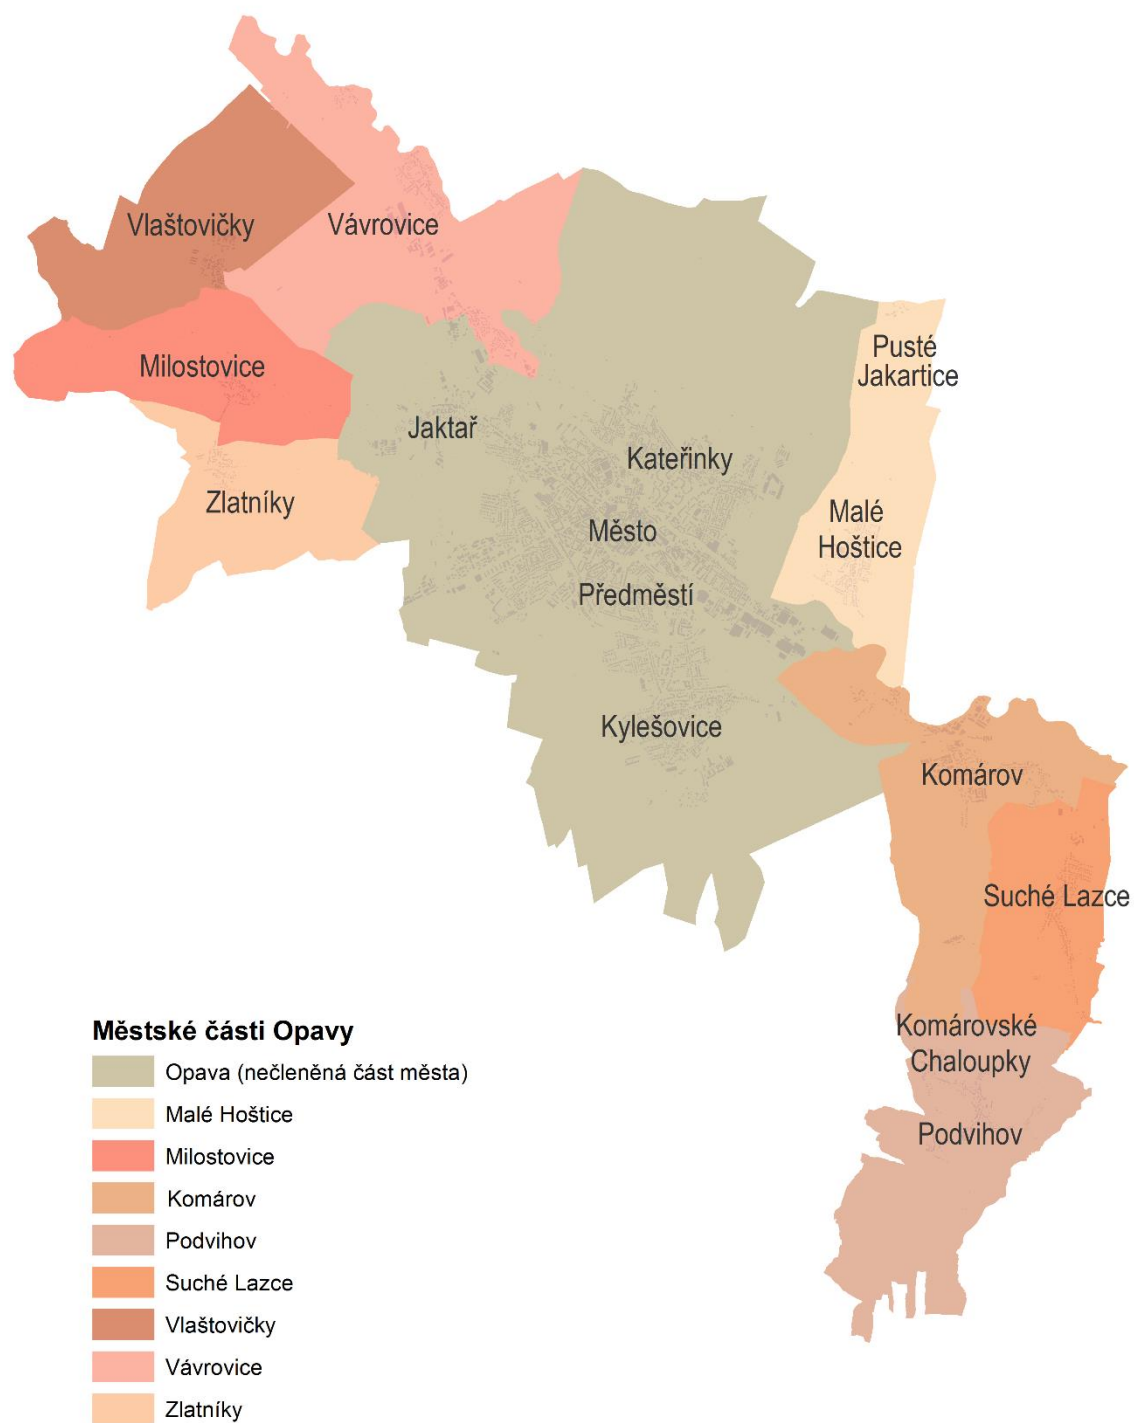 Vlaštovičky
Vávrovice
Milostovice
Pusté
Jakartice
Jaktař
Kateřinky
Zlatníky
Malé
Hoštice
Město
Předměstí
Kylešovice
Komárov
Suché Lazce
Komárovské
Chaloupky
Podvihov
Městské části Opavy
Opava (nečleněná část města)
Malé Hoštice
Milostovice
Komárov
Podvihov
Suché Lazce
Vlaštovičky
Vávrovice
Zlatníky